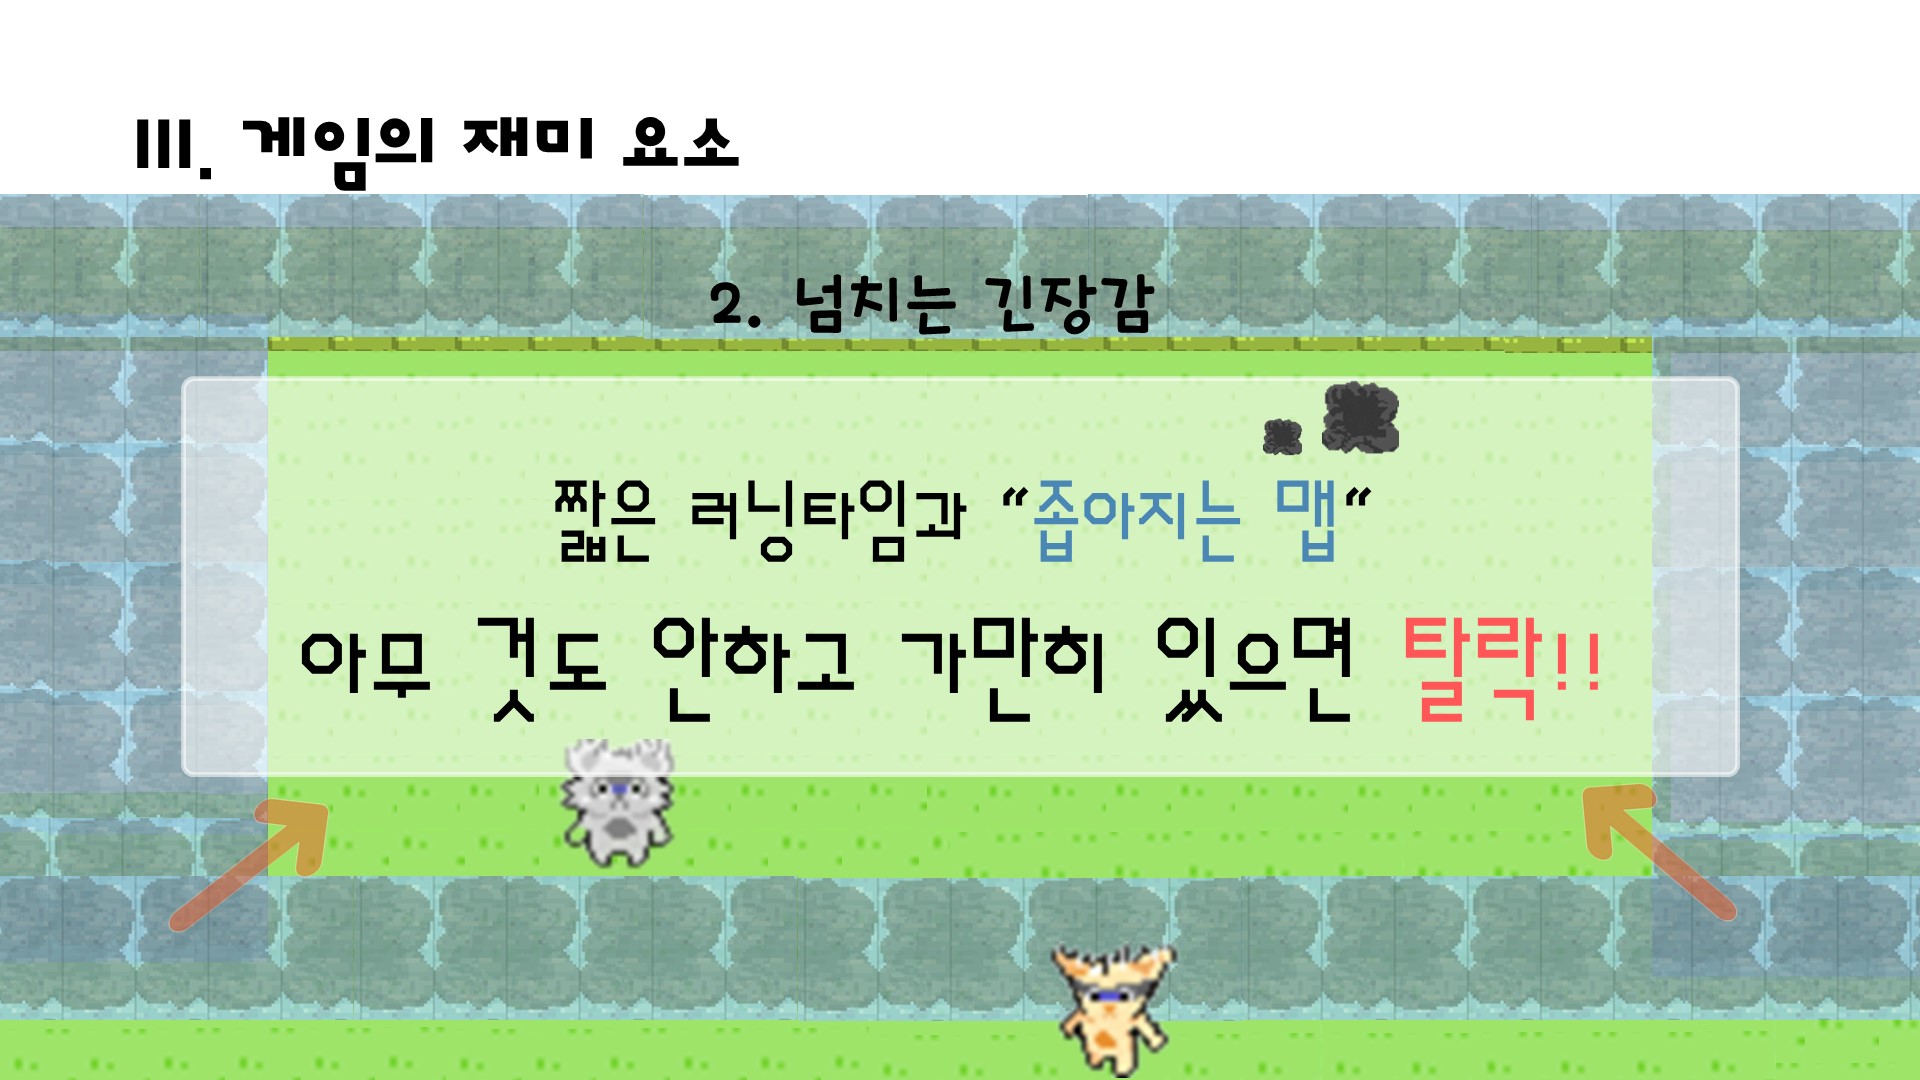 III. 게임의 재미 요소
2. 넘치는 긴장감
짧은 러닝타임과 “좁아지는 맵“
아무 것도 안하고 가만히 있으면 탈락!!